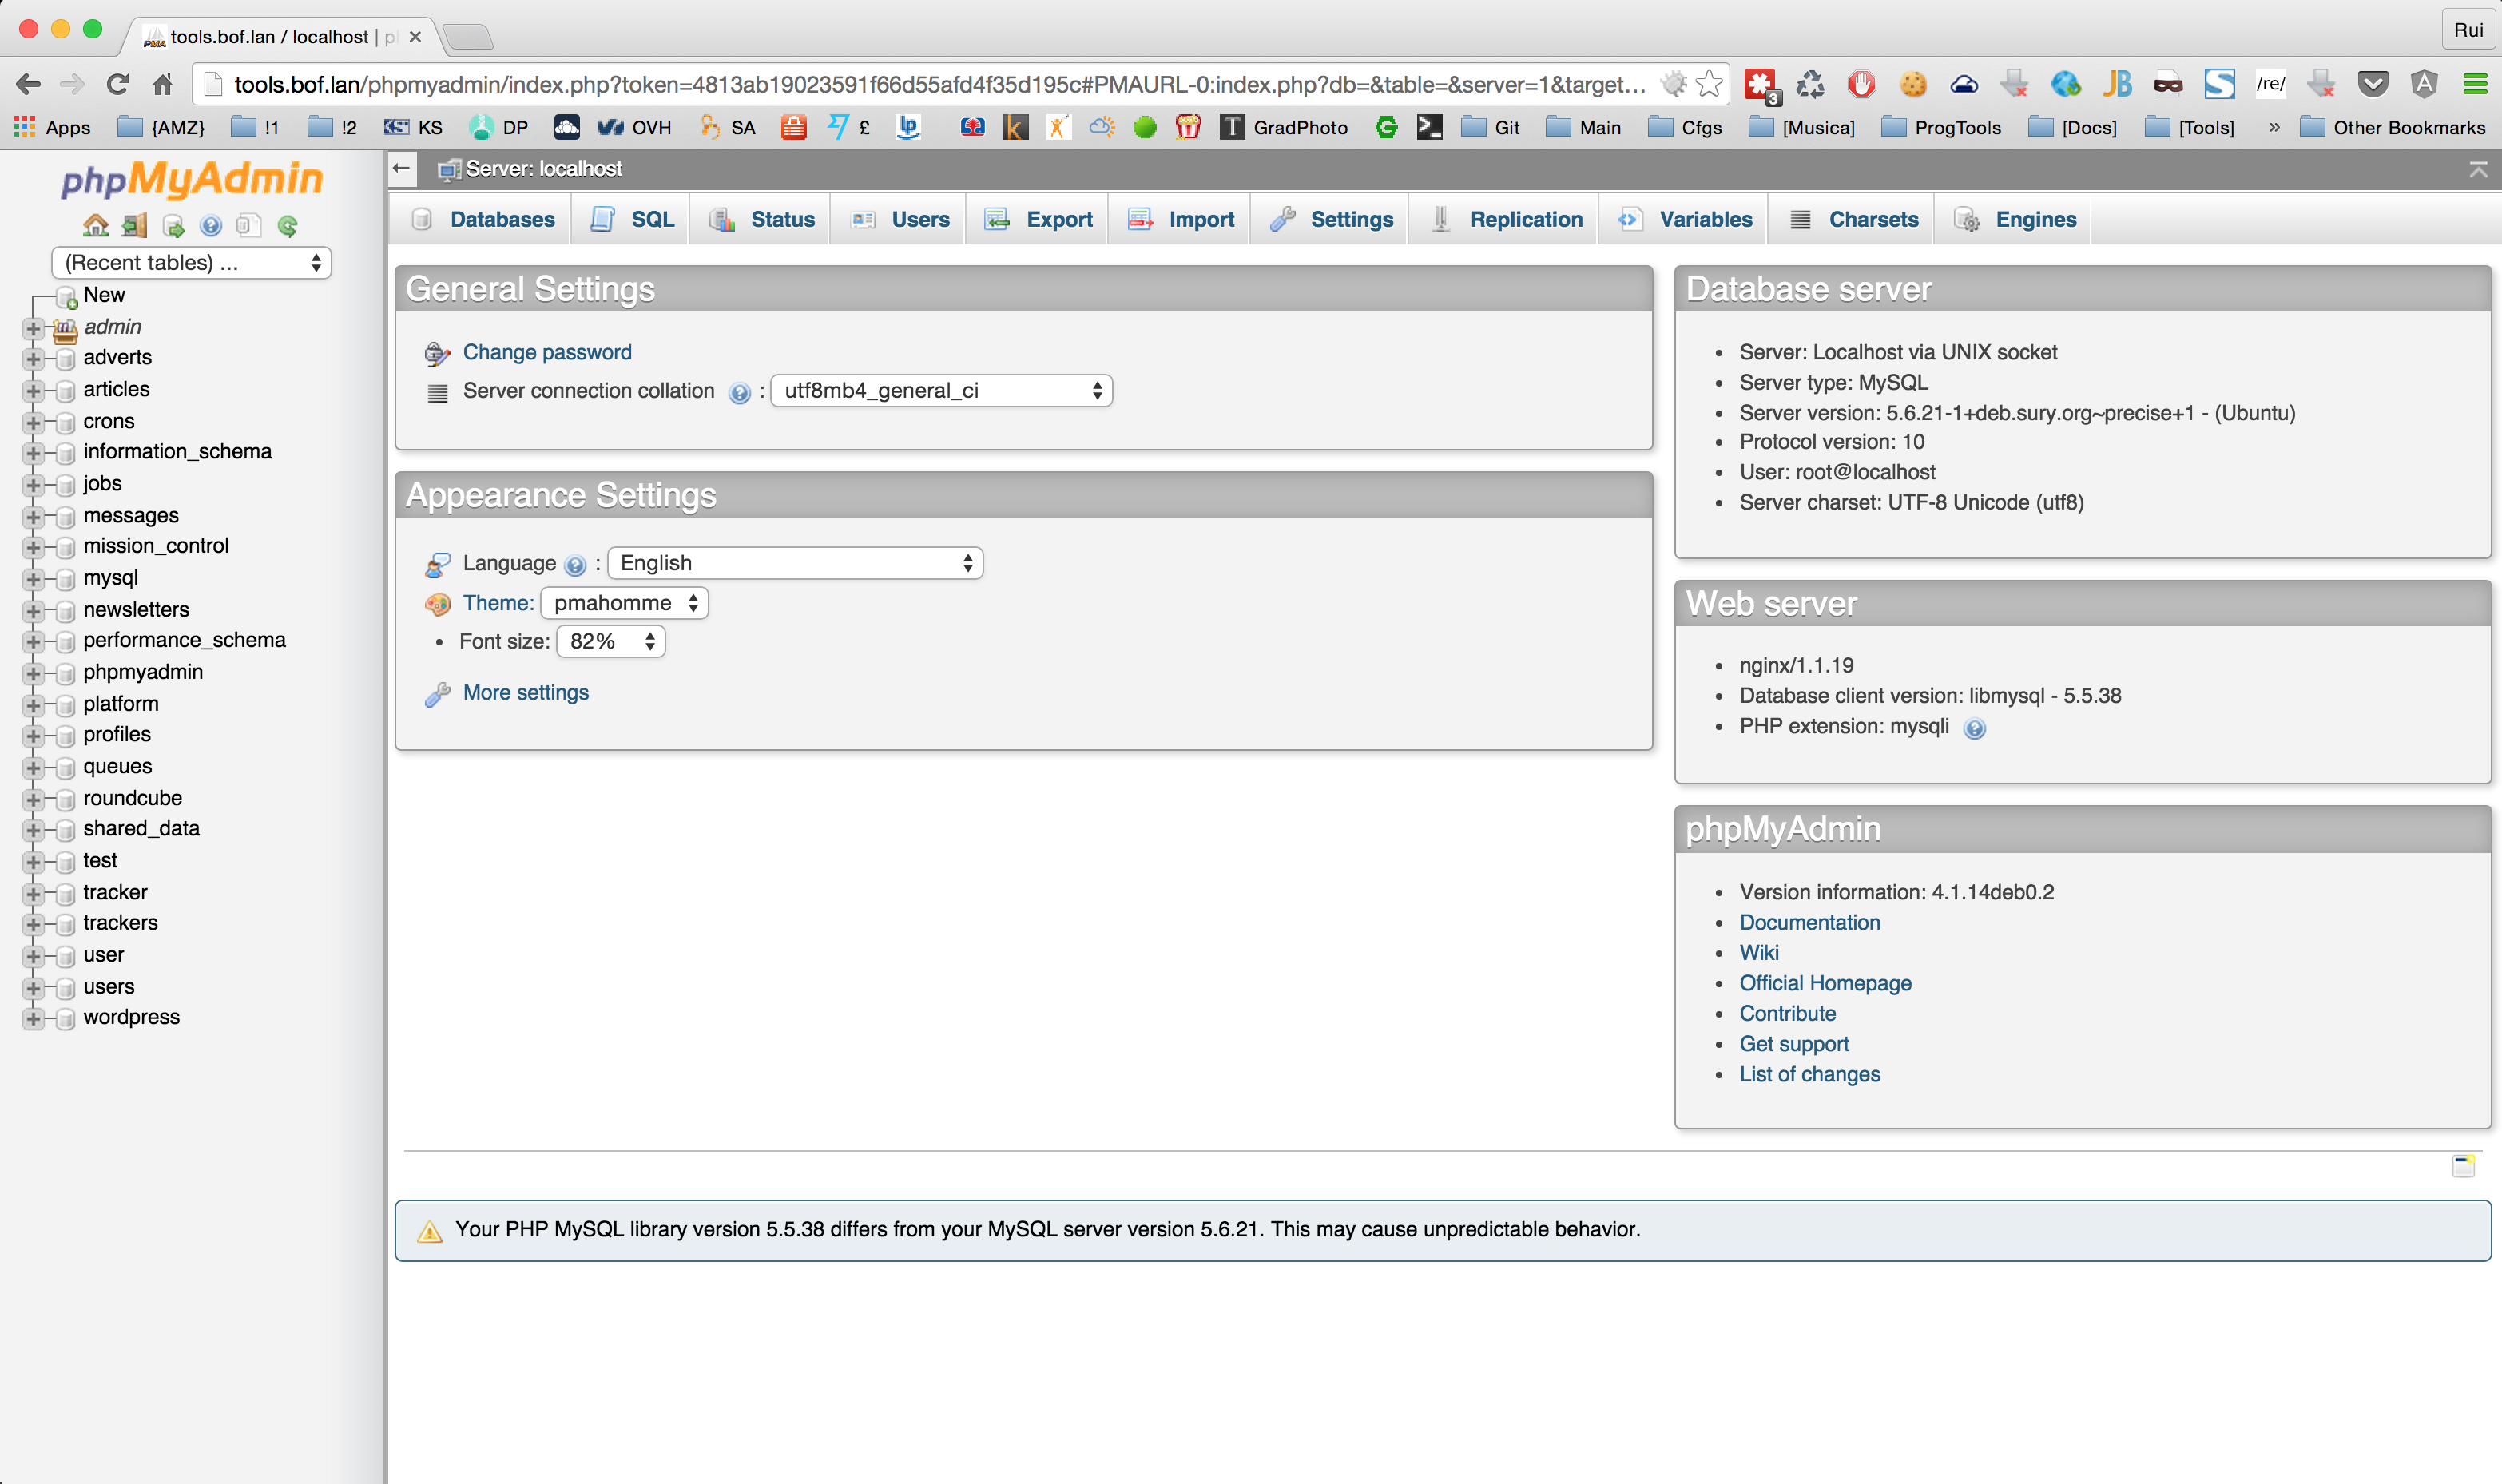 tools.bof.lan / localhost | p
Rui
tools.bof.lan/phpmyadmin/index.php?token=4813ab19023591f66d55afd4f35d195c#PMAURL-0:index.php?db=&table=&server=1&target...
3
JB
S
/re/
A
Apps
{AMZ}
!1
!2
KS KS
DP
OVH
SA
£
lp
k
T GradPhoto
G
Git
Main
Cfgs
[Musica]
ProgTools
[Docs]
[Tools]
»
Other Bookmarks
phpMyAdmin
(Recent tables) ...
New
admin
adverts
articles
crons
information_schema
jobs
messages
mission_control
mysql
newsletters
performance_schema
phpmyadmin
platform
profiles
queues
roundcube
shared_data
test
tracker
trackers
user
users
wordpress
Server: localhost
Databases
SQL
Status
Users
Export
Import
Settings
Replication
Variables
Charsets
Engines
General Settings
Change password
Server connection collation : utf8mb4_general_ci
Appearance Settings
Language : English
Theme: pmahomme
• Font size: 82%
More settings
Database server
• Server: Localhost via UNIX socket
• Server type: MySQL
• Server version: 5.6.21-1+deb.sury.org~precise+1 - (Ubuntu)
• Protocol version: 10
• User: root@localhost
• Server charset: UTF-8 Unicode (utf8)
Web server
• nginx/1.1.19
• Database client version: libmysql - 5.5.38
• PHP extension: mysqli
phpMyAdmin
• Version information: 4.1.14deb0.2
• Documentation
• Wiki
• Official Homepage
• Contribute
• Get support
• List of changes
Your PHP MySQL library version 5.5.38 differs from your MySQL server version 5.6.21. This may cause unpredictable behavior.